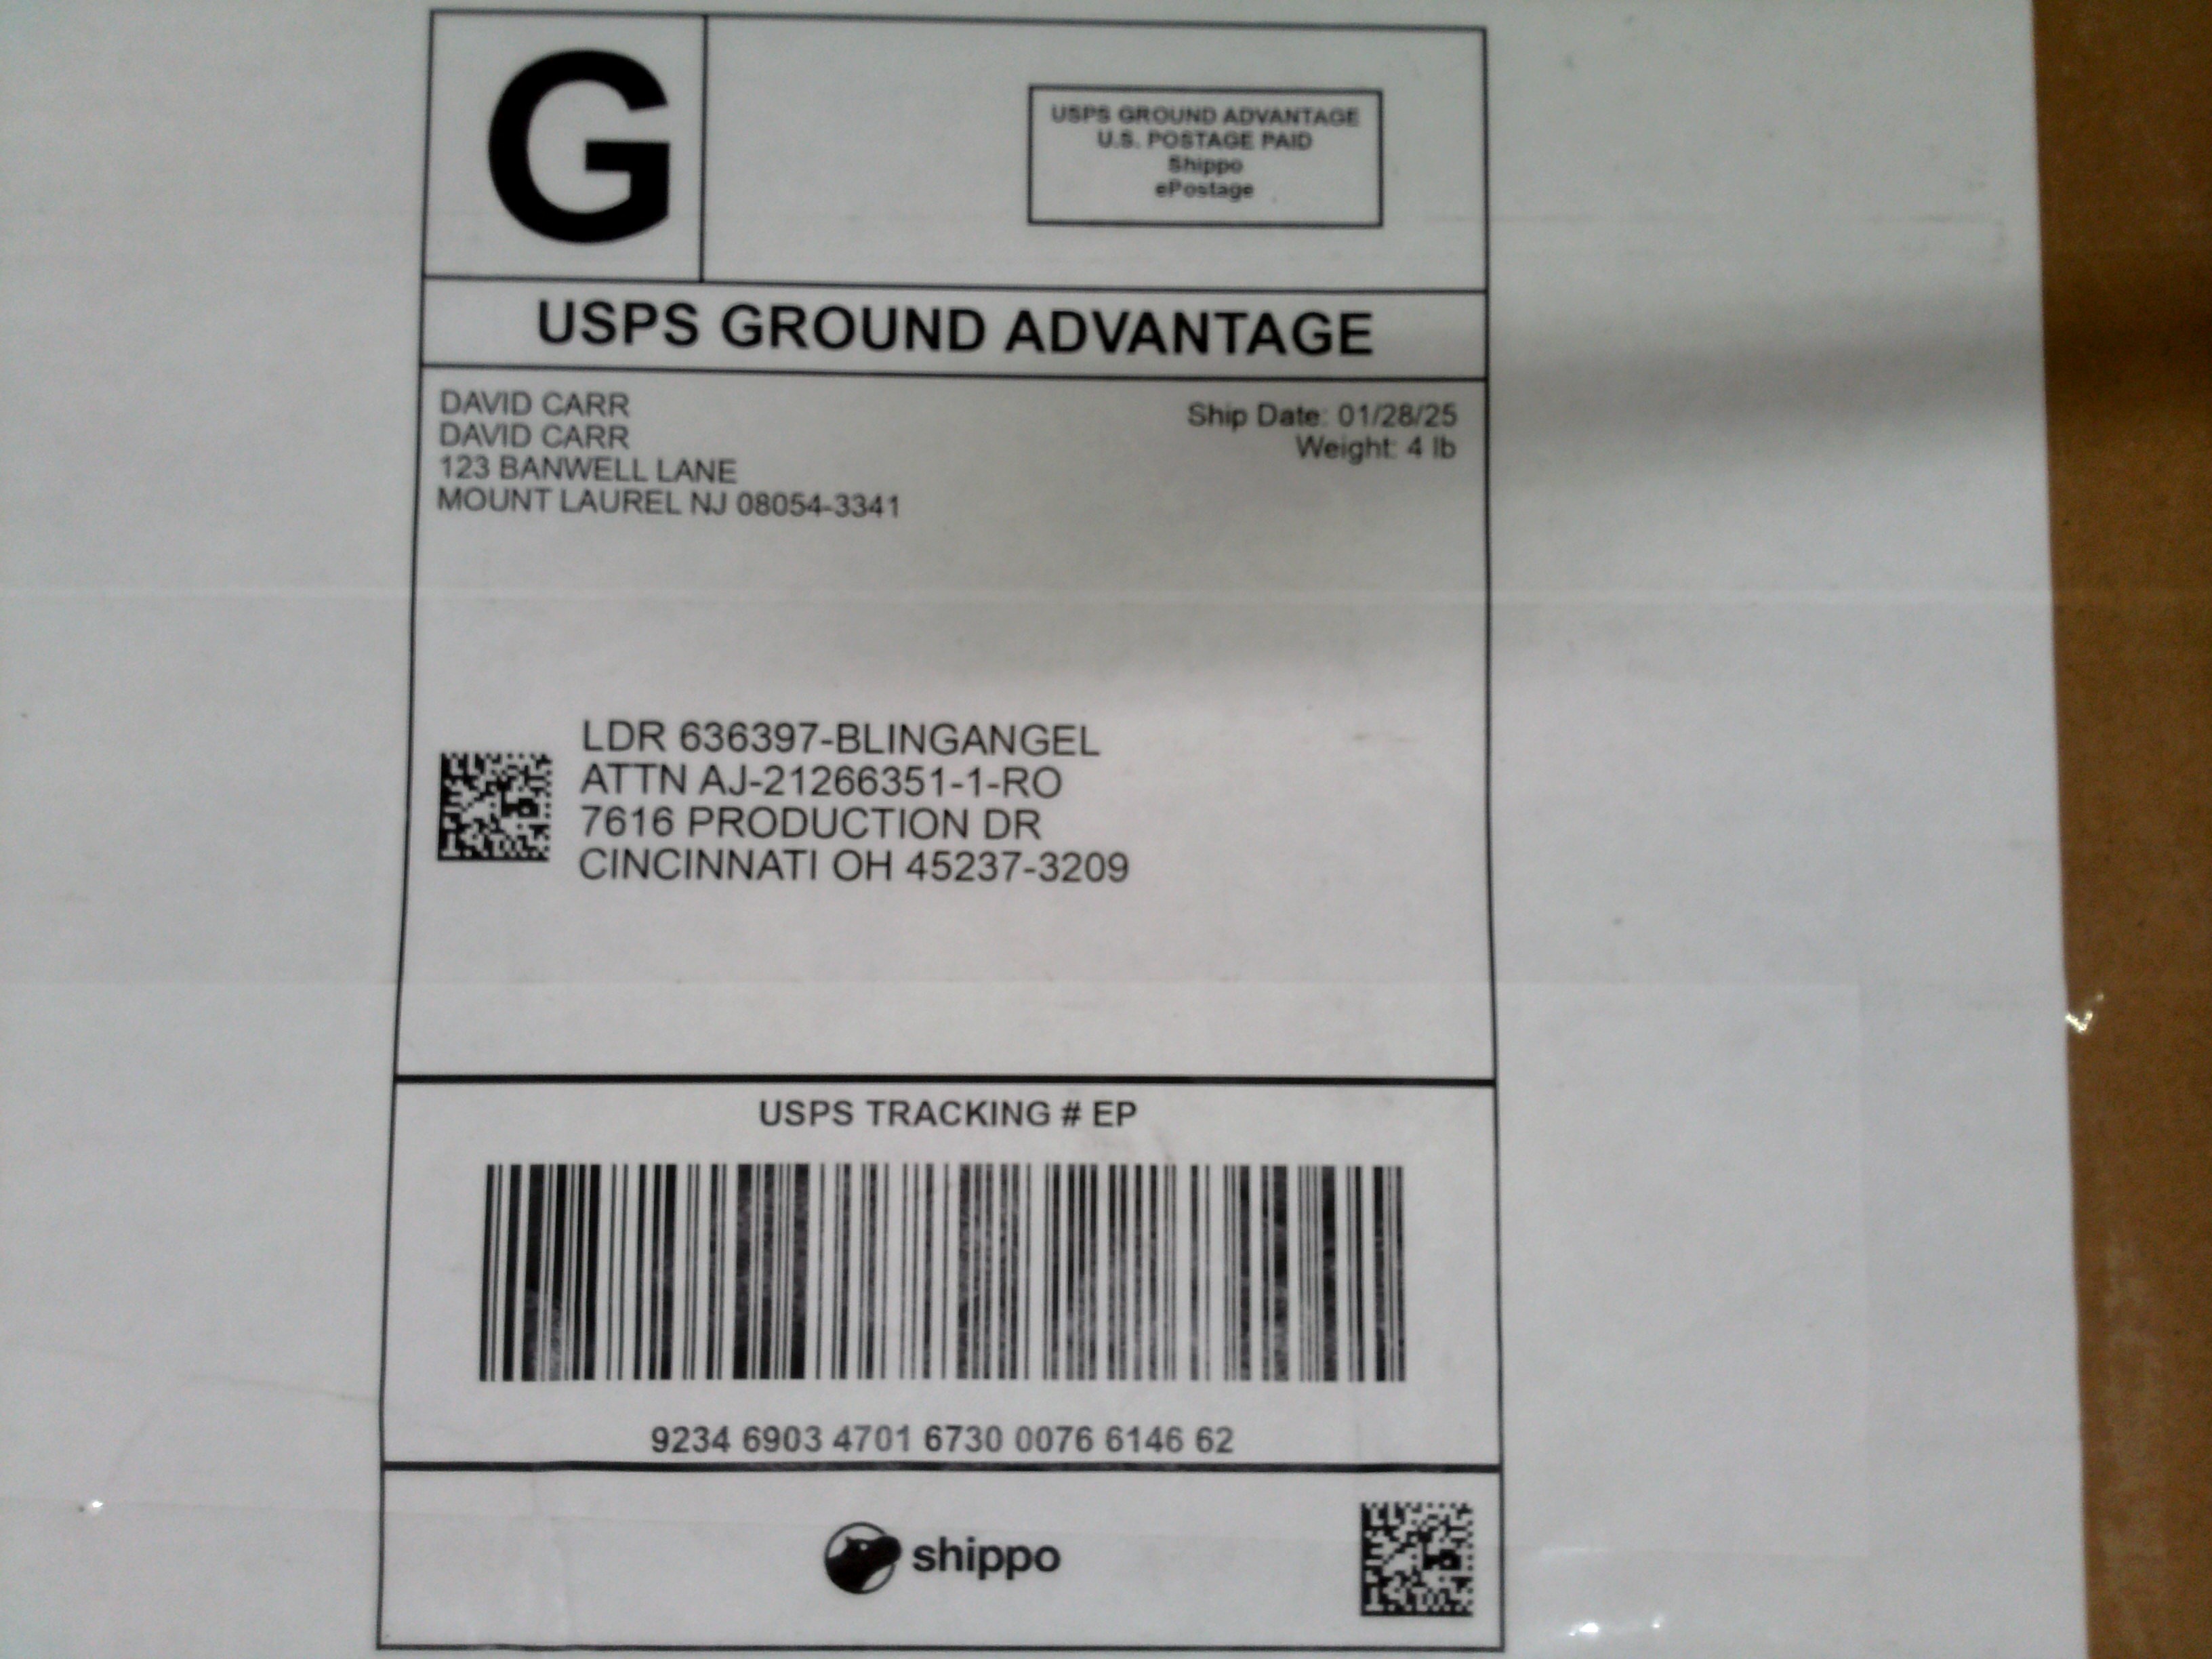 G
USPS GROUND ADVANTAGE
U.S. POSTAGE PAID
Shippo
ePostage
USPS GROUND ADVANTAGE
DAVID CARR
DAVID CARR
123 BANWELL LANE
MOUNT LAUREL NJ 08054-3341
Ship Date: 01/28/25
Weight: 4 lb
LDR 636397-BLINGANGEL
ATTN AJ-21266351-1-RO
7616 PRODUCTION DR
CINCINNATI OH 45237-3209
USPS TRACKING # EP
9234 6903 4701 6730 0076 6146 62
shippo